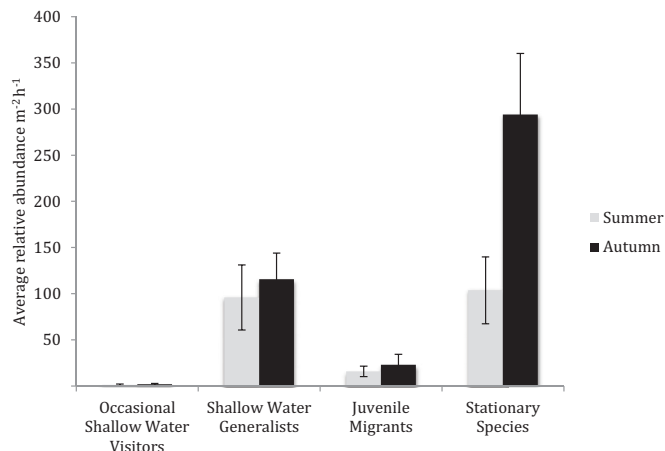 Average relative abundance m⁻² h⁻¹
400
350
300
250
200
150
100
50
Summer
Autumn
Occasional
Shallow Water
Visitors
Shallow Water
Generalists
Juvenile
Migrants
Stationary
Species